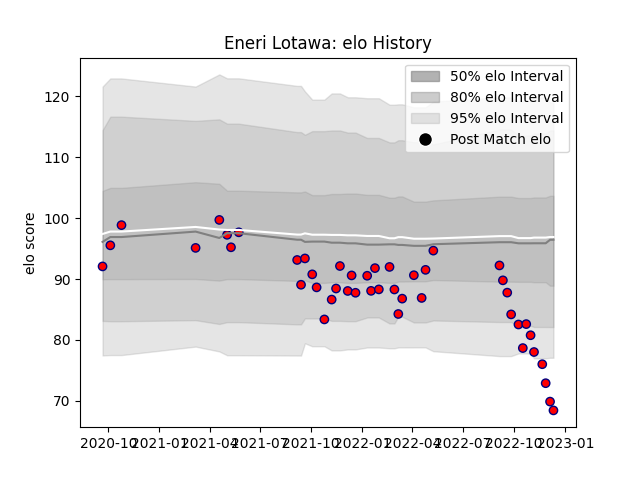 Eneri Lotawa: elo History
50% elo Interval
80% elo Interval
95% elo Interval
Post Match elo
elo score
120
110
100
90
80
70
2020-10 2021-01 2021-04 2021-07 2021-10 2022-01 2022-04 2022-07 2022-10 2023-01